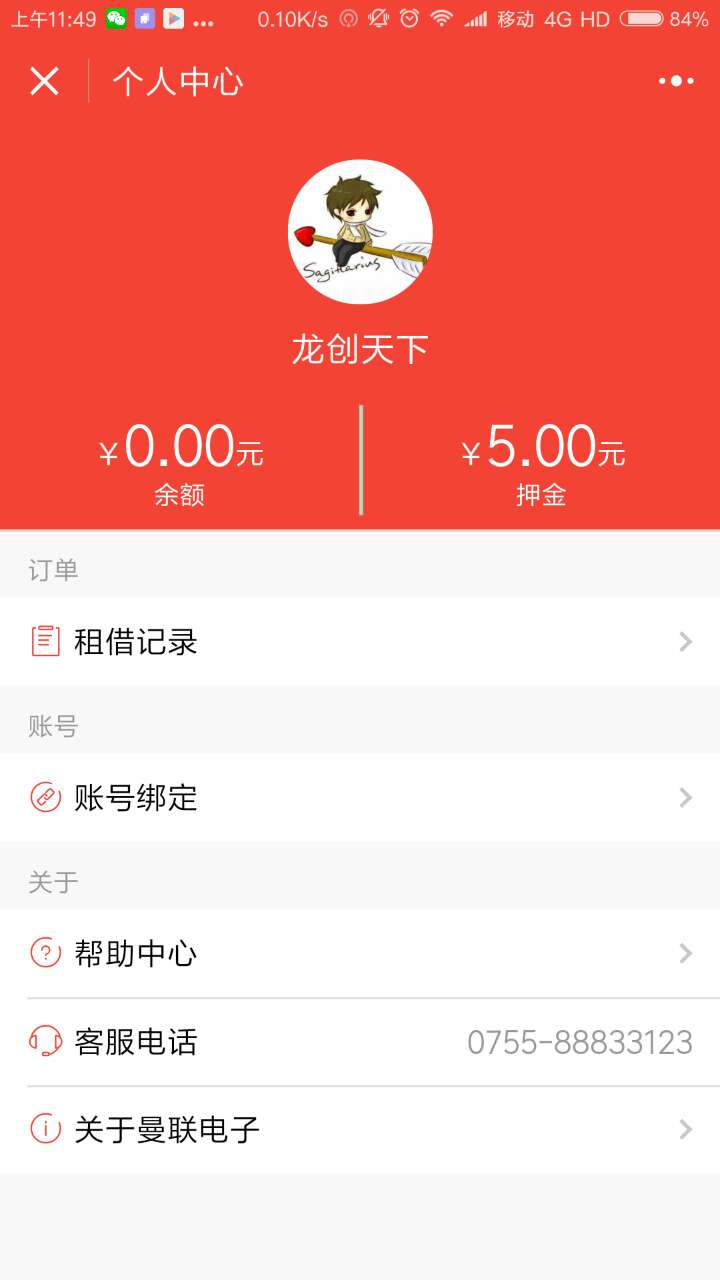 上午11:49 ... 0.10K/s 移动 4G HD 84%
个人中心
Sagittarius
龙创天下
¥0.00元 ¥5.00元
余额 押金
订单
租借记录
账号
账号绑定
关于
帮助中心
客服电话 0755-88833123
关于曼联电子